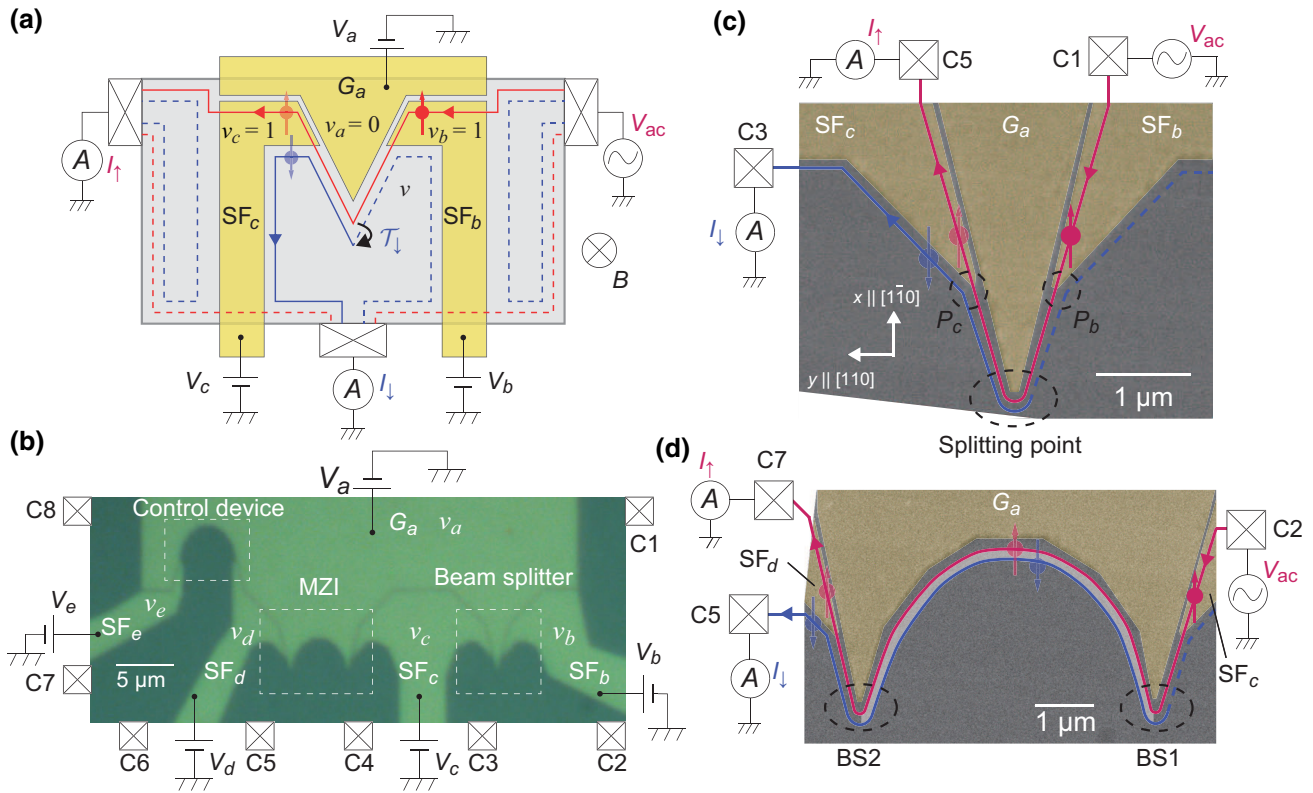 (a)
V_a
G_a
ν_c = 1
ν_a = 0
ν_b = 1
V_ac
A
I_↑
SF_c
ν
SF_b
𝒯_↓
B
V_c
A
I_↓
V_b
(b)
V_a
Control device
C8
G_a
ν_a
C1
MZI
Beam splitter
V_e
ν_e
SF_e
ν_d
ν_c
ν_b
5 μm
SF_d
SF_c
SF_b
V_b
C7
C6
V_d
C5
C4
V_c
C3
C2
(c)
I_↑
A
C5
C1
V_ac
C3
SF_c
G_a
SF_b
I_↓
A
x || [11̄0]
P_c
P_b
y || [110]
1 μm
Splitting point
(d)
I_↑
C7
A
G_a
C2
SF_d
V_ac
C5
SF_c
A
I_↓
1 μm
BS2
BS1